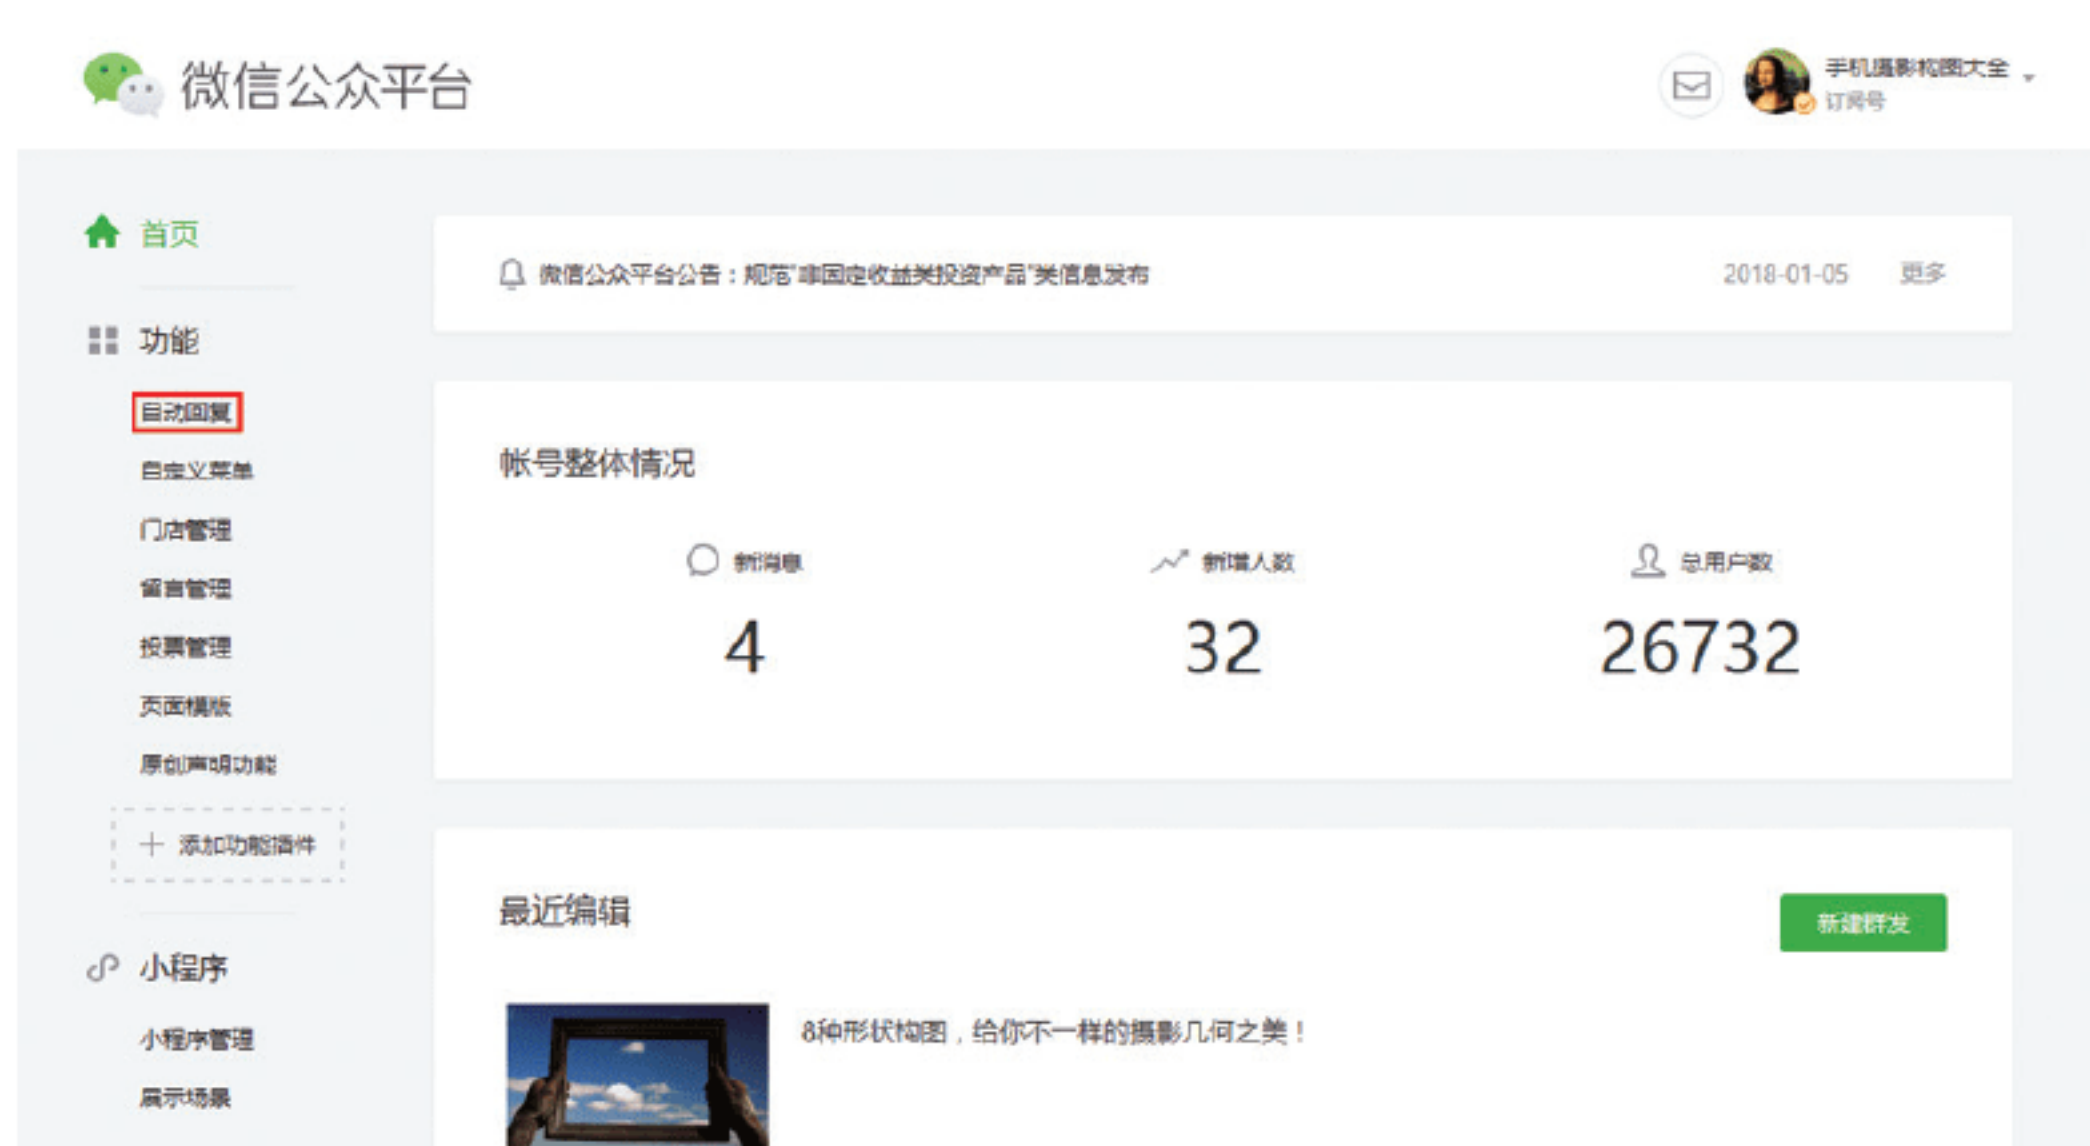 微信公众平台
手机摄影构图大全
订阅号
首页
微信公众平台公告：规范"非固定收益类投资产品"类信息发布 2018-01-05 更多
功能
自动回复
自定义菜单
门店管理
留言管理
投票管理
页面模版
原创声明功能
添加功能插件
小程序
小程序管理
展示场景
帐号整体情况
新消息 新增人数 总用户数
4 32 26732
最近编辑
新建群发
8种形状构图，给你不一样的摄影几何之美！